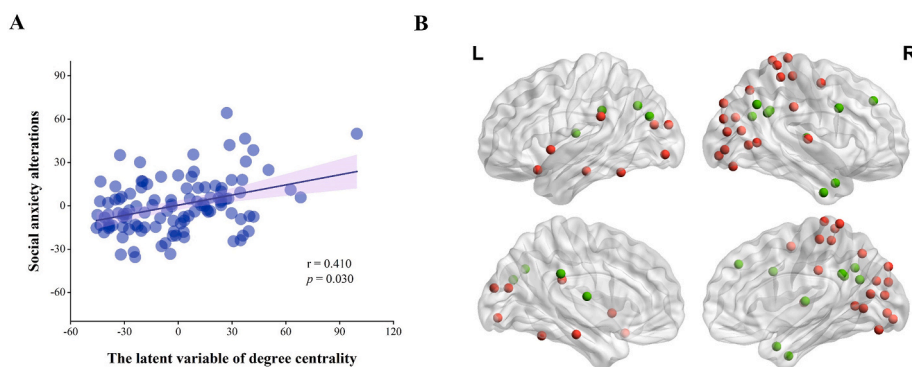 A
B
L
R
90
60
30
0
-30
-60
-60
-30
0
30
60
90
120
Social anxiety alterations
r = 0.410
p = 0.030
The latent variable of degree centrality